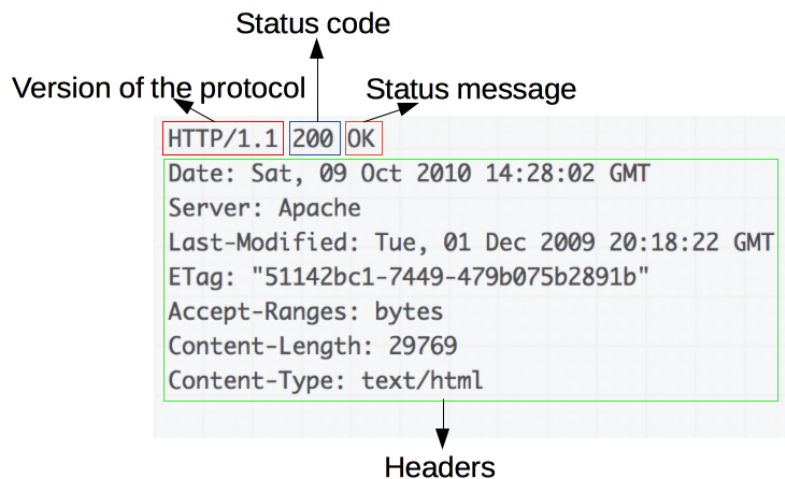 Status code
Version of the protocol
Status message
HTTP/1.1 200 OK
Date: Sat, 09 Oct 2010 14:28:02 GMT
Server: Apache
Last-Modified: Tue, 01 Dec 2009 20:18:22 GMT
ETag: "51142bc1-7449-479b075b2891b"
Accept-Ranges: bytes
Content-Length: 29769
Content-Type: text/html
Headers